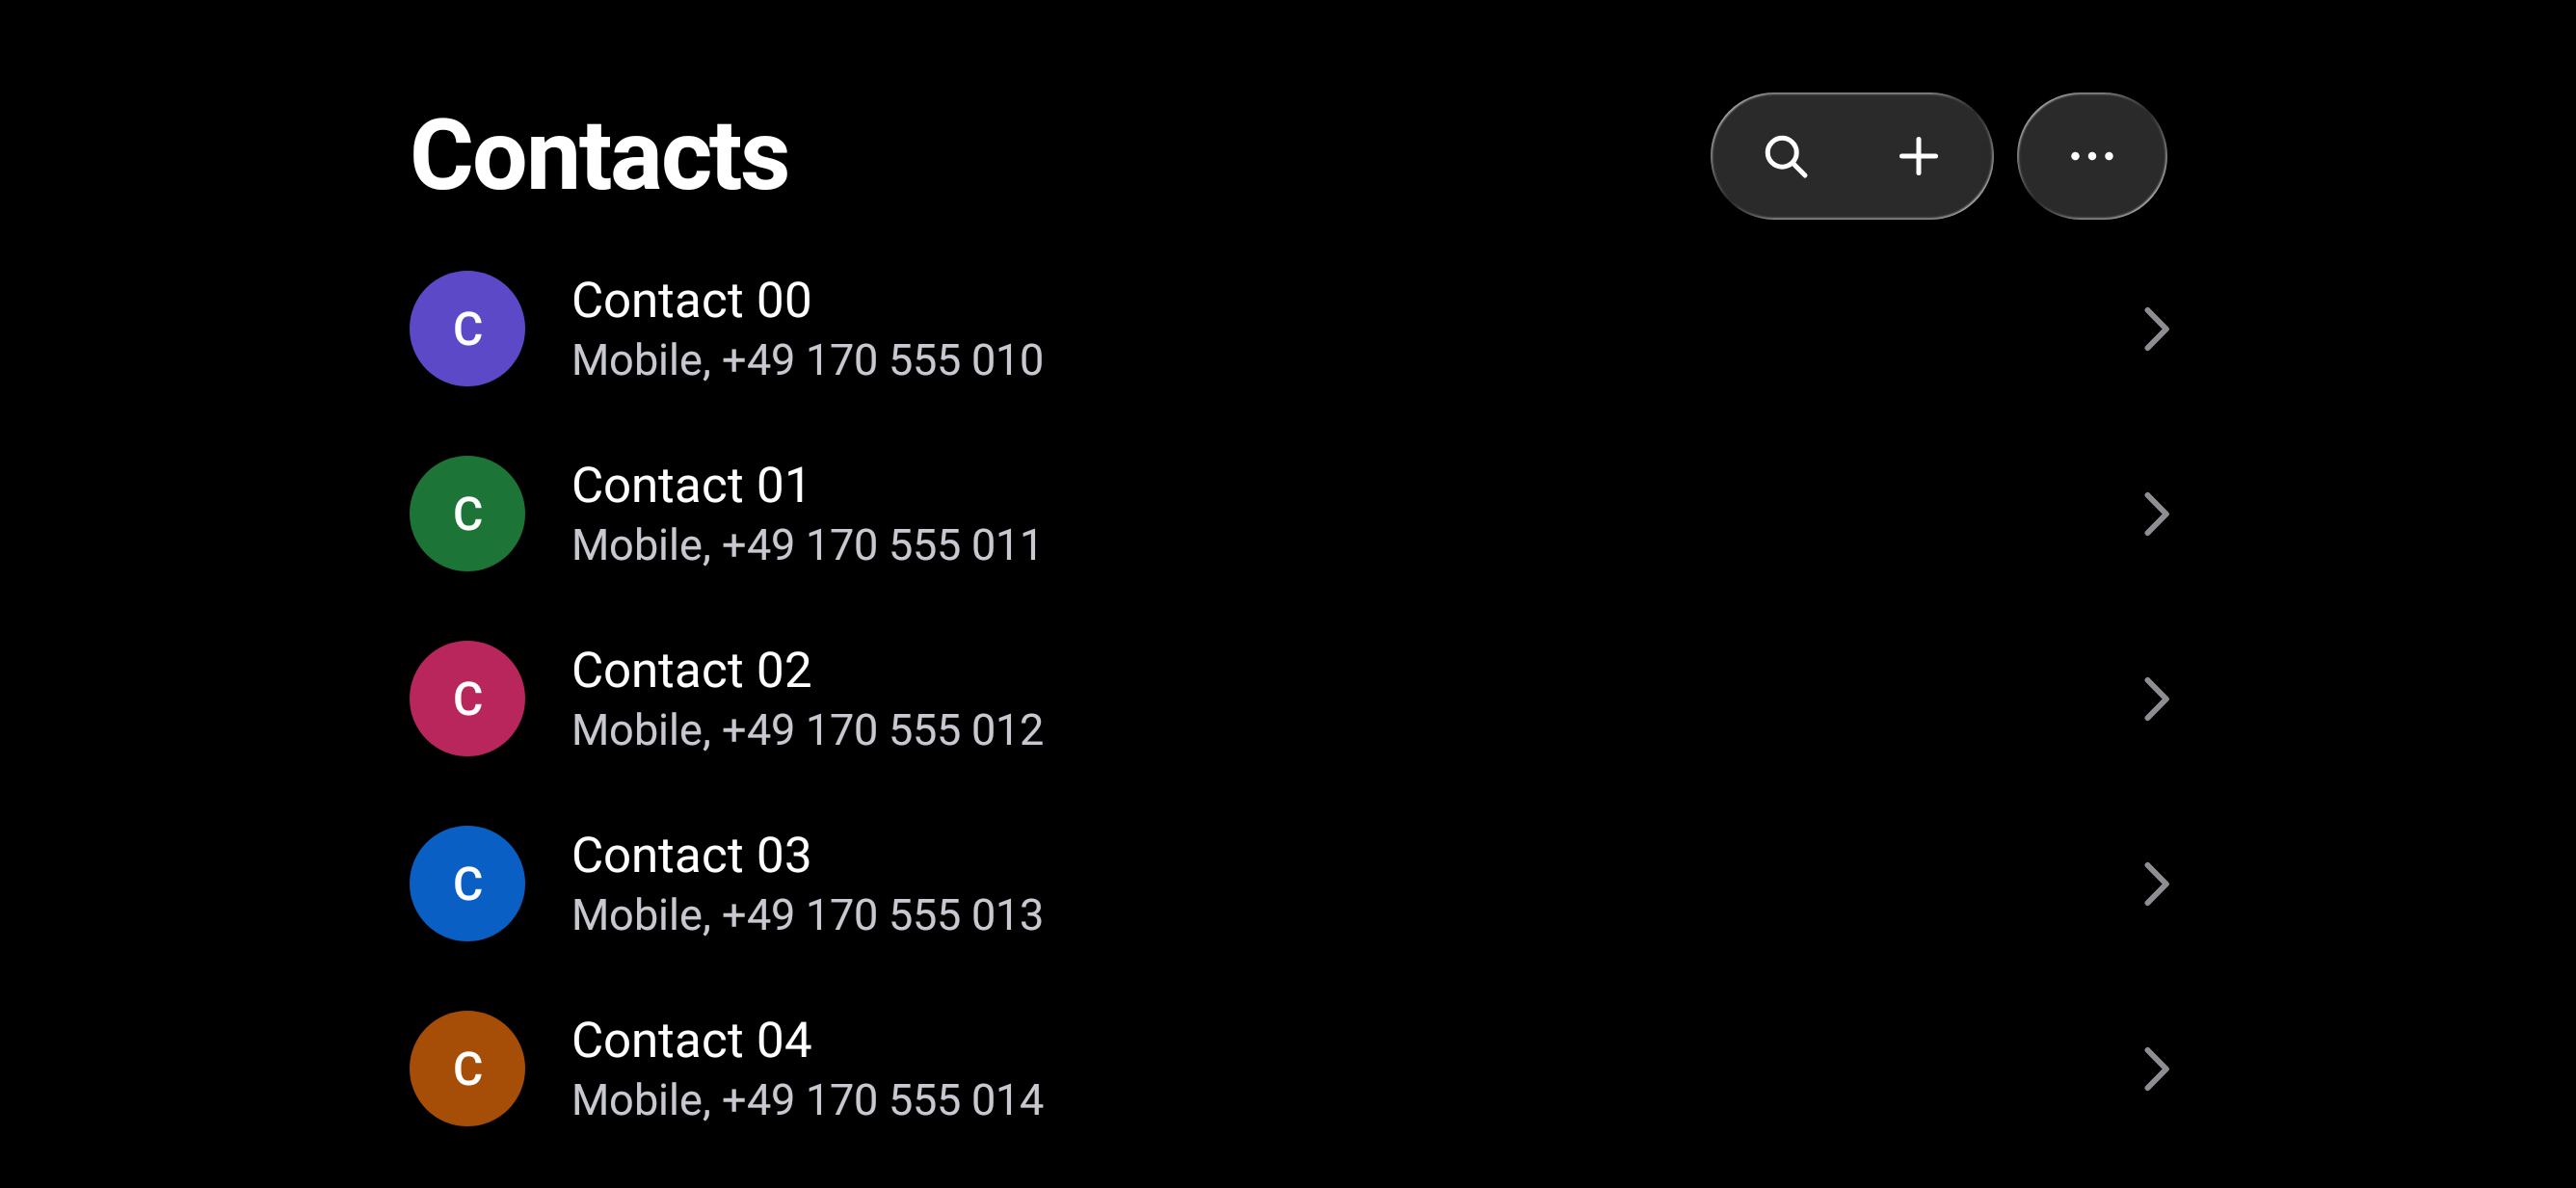 Contacts
C
Contact 00
Mobile, +49 170 555 010
C
Contact 01
Mobile, +49 170 555 011
C
Contact 02
Mobile, +49 170 555 012
C
Contact 03
Mobile, +49 170 555 013
C
Contact 04
Mobile, +49 170 555 014